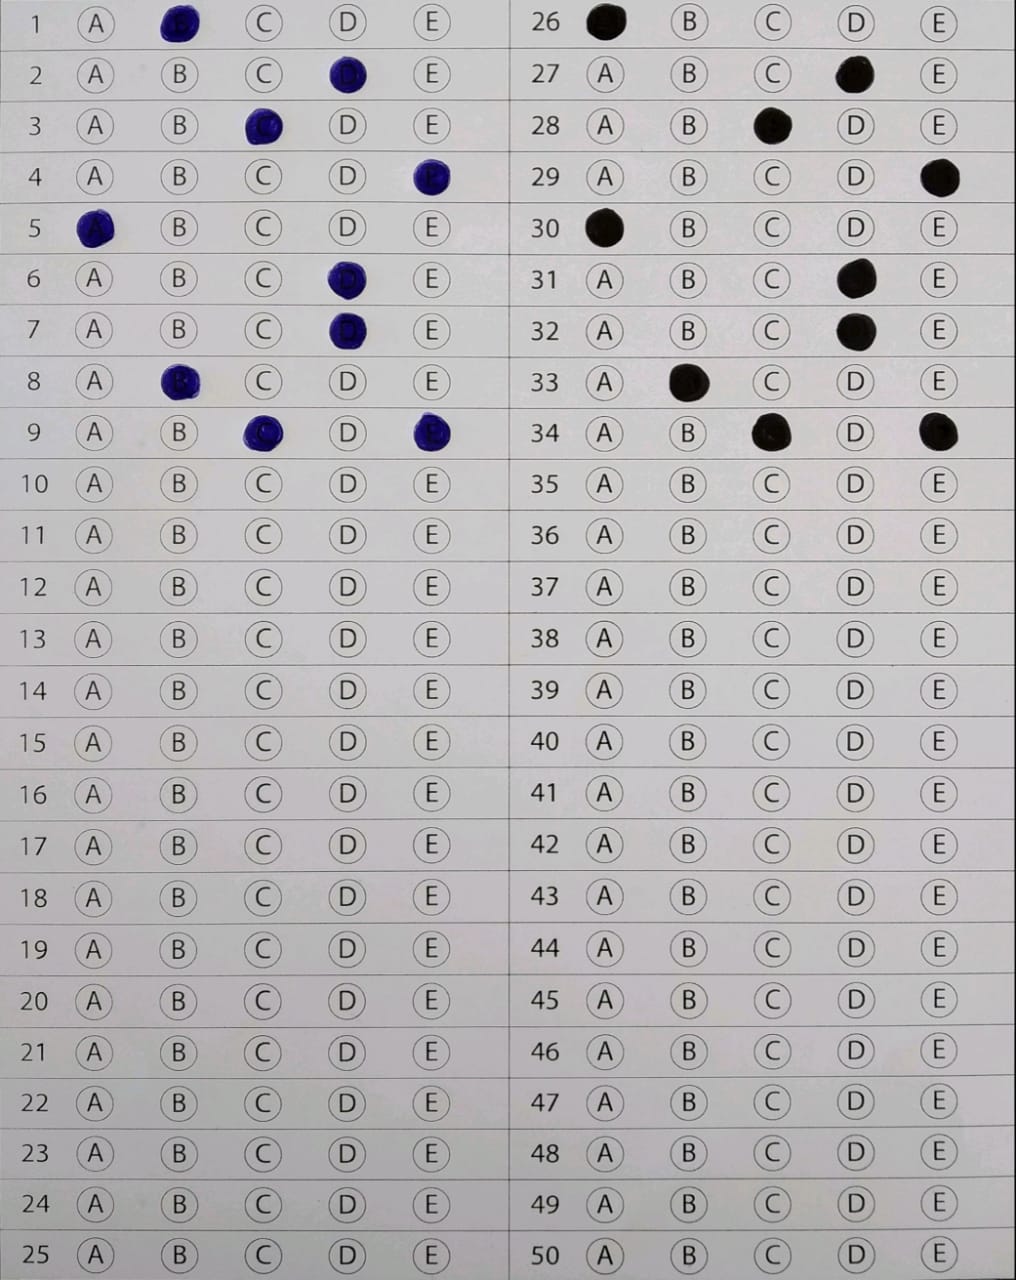 1 A B C D E 26 B C D E
2 A B C D E 27 A B C E
3 A B C D E 28 A B C D E
4 A B C D E 29 A B C D
5 A B C D E 30 B C D E
6 A B C D E 31 A B C E
7 A B C D E 32 A B C E
8 A B C D E 33 A C D E
9 A B C D E 34 A B D
10 A B C D E 35 A B C D E
11 A B C D E 36 A B C D E
12 A B C D E 37 A B C D E
13 A B C D E 38 A B C D E
14 A B C D E 39 A B C D E
15 A B C D E 40 A B C D E
16 A B C D E 41 A B C D E
17 A B C D E 42 A B C D E
18 A B C D E 43 A B C D E
19 A B C D E 44 A B C D E
20 A B C D E 45 A B C D E
21 A B C D E 46 A B C D E
22 A B C D E 47 A B C D E
23 A B C D E 48 A B C D E
24 A B C D E 49 A B C D E
25 A B C D E 50 A B C D E